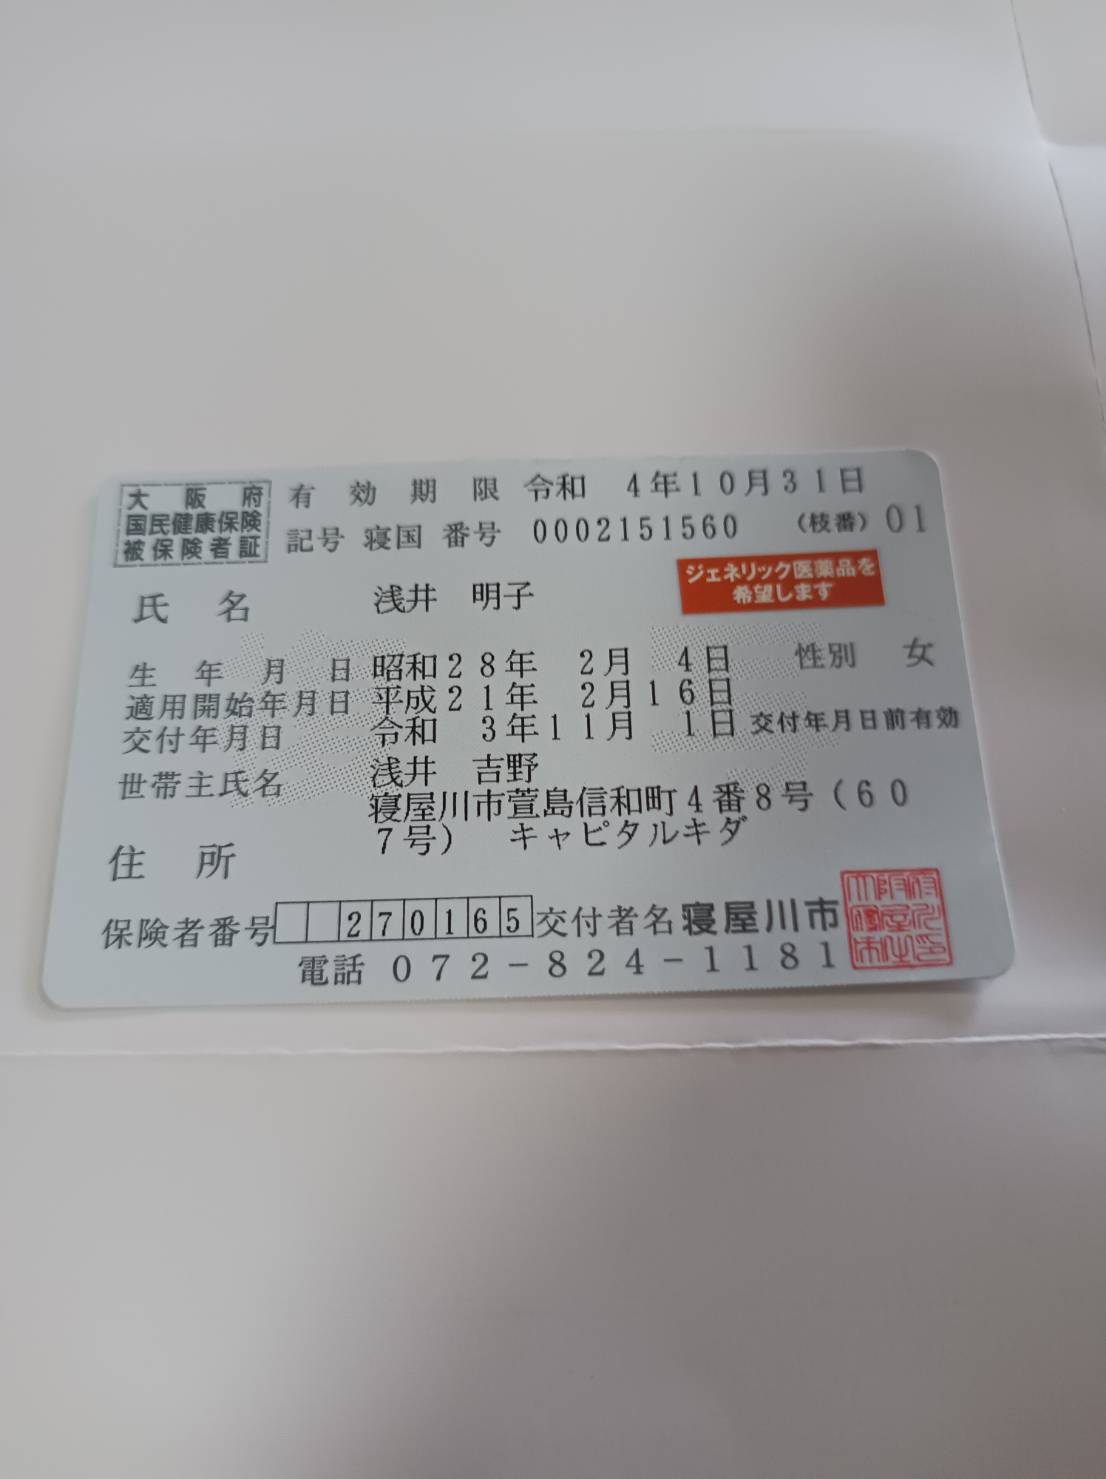 大阪府
国民健康保険
被保険者証
有効期限 令和 4年10月31日
記号 寝国 番号 0002151560 (枝番) 01
氏名 浅井 明子
ジェネリック医薬品を
希望します
生年月日 昭和28年 2月 4日 性別 女
適用開始年月日 平成21年 2月16日
交付年月日 令和 3年11月 1日 交付年月日前有効
世帯主氏名 浅井 吉野
住所 寝屋川市萱島信和町4番8号(60
7号) キャピタルキダ
保険者番号 270165 交付者名 寝屋川市
電話 072-824-1181